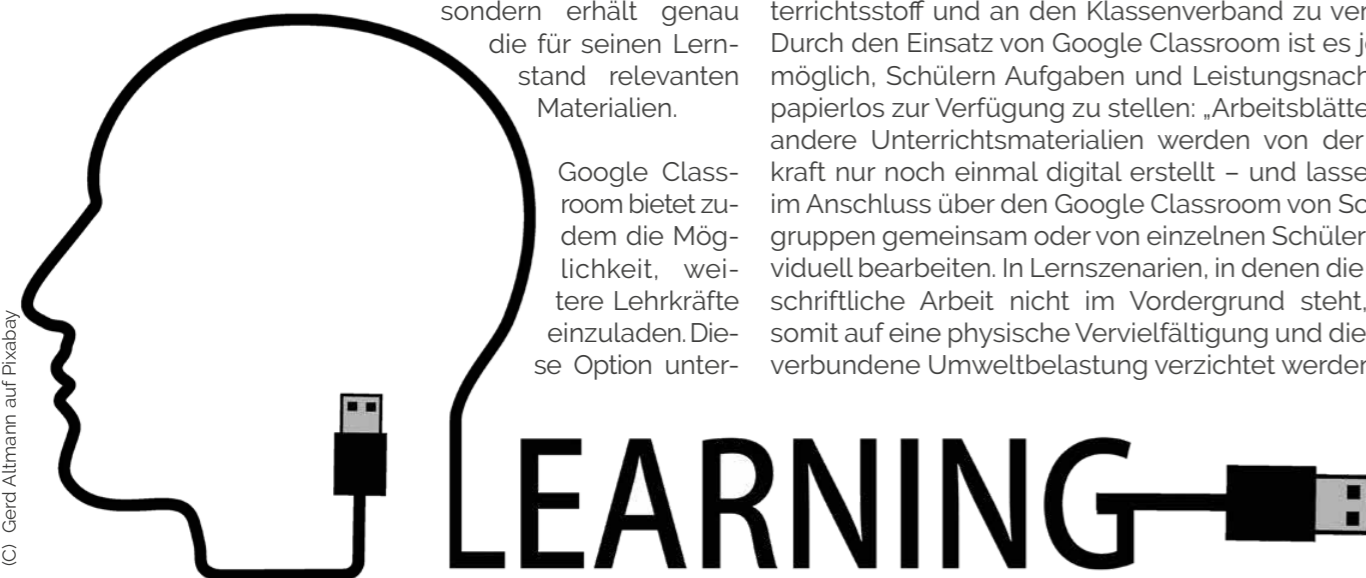 sondern erhält genau
die für seinen Lern-
stand relevanten
Materialien.
Google Class-
room bietet zu-
dem die Mög-
lichkeit, wei-
tere Lehrkräfte
einzuladen. Die-
se Option unter-
terrichtsstoff und an den Klassenverband zu ver
Durch den Einsatz von Google Classroom ist es j
möglich, Schülern Aufgaben und Leistungsnach
papierlos zur Verfügung zu stellen: „Arbeitsblätte
andere Unterrichtsmaterialien werden von der
kraft nur noch einmal digital erstellt – und lasse
im Anschluss über den Google Classroom von Sc
gruppen gemeinsam oder von einzelnen Schüler
viduell bearbeiten. In Lernszenarien, in denen die
schriftliche Arbeit nicht im Vordergrund steht,
somit auf eine physische Vervielfältigung und die
verbundene Umweltbelastung verzichtet werden
LEARNING
(C) Gerd Altmann auf Pixabay